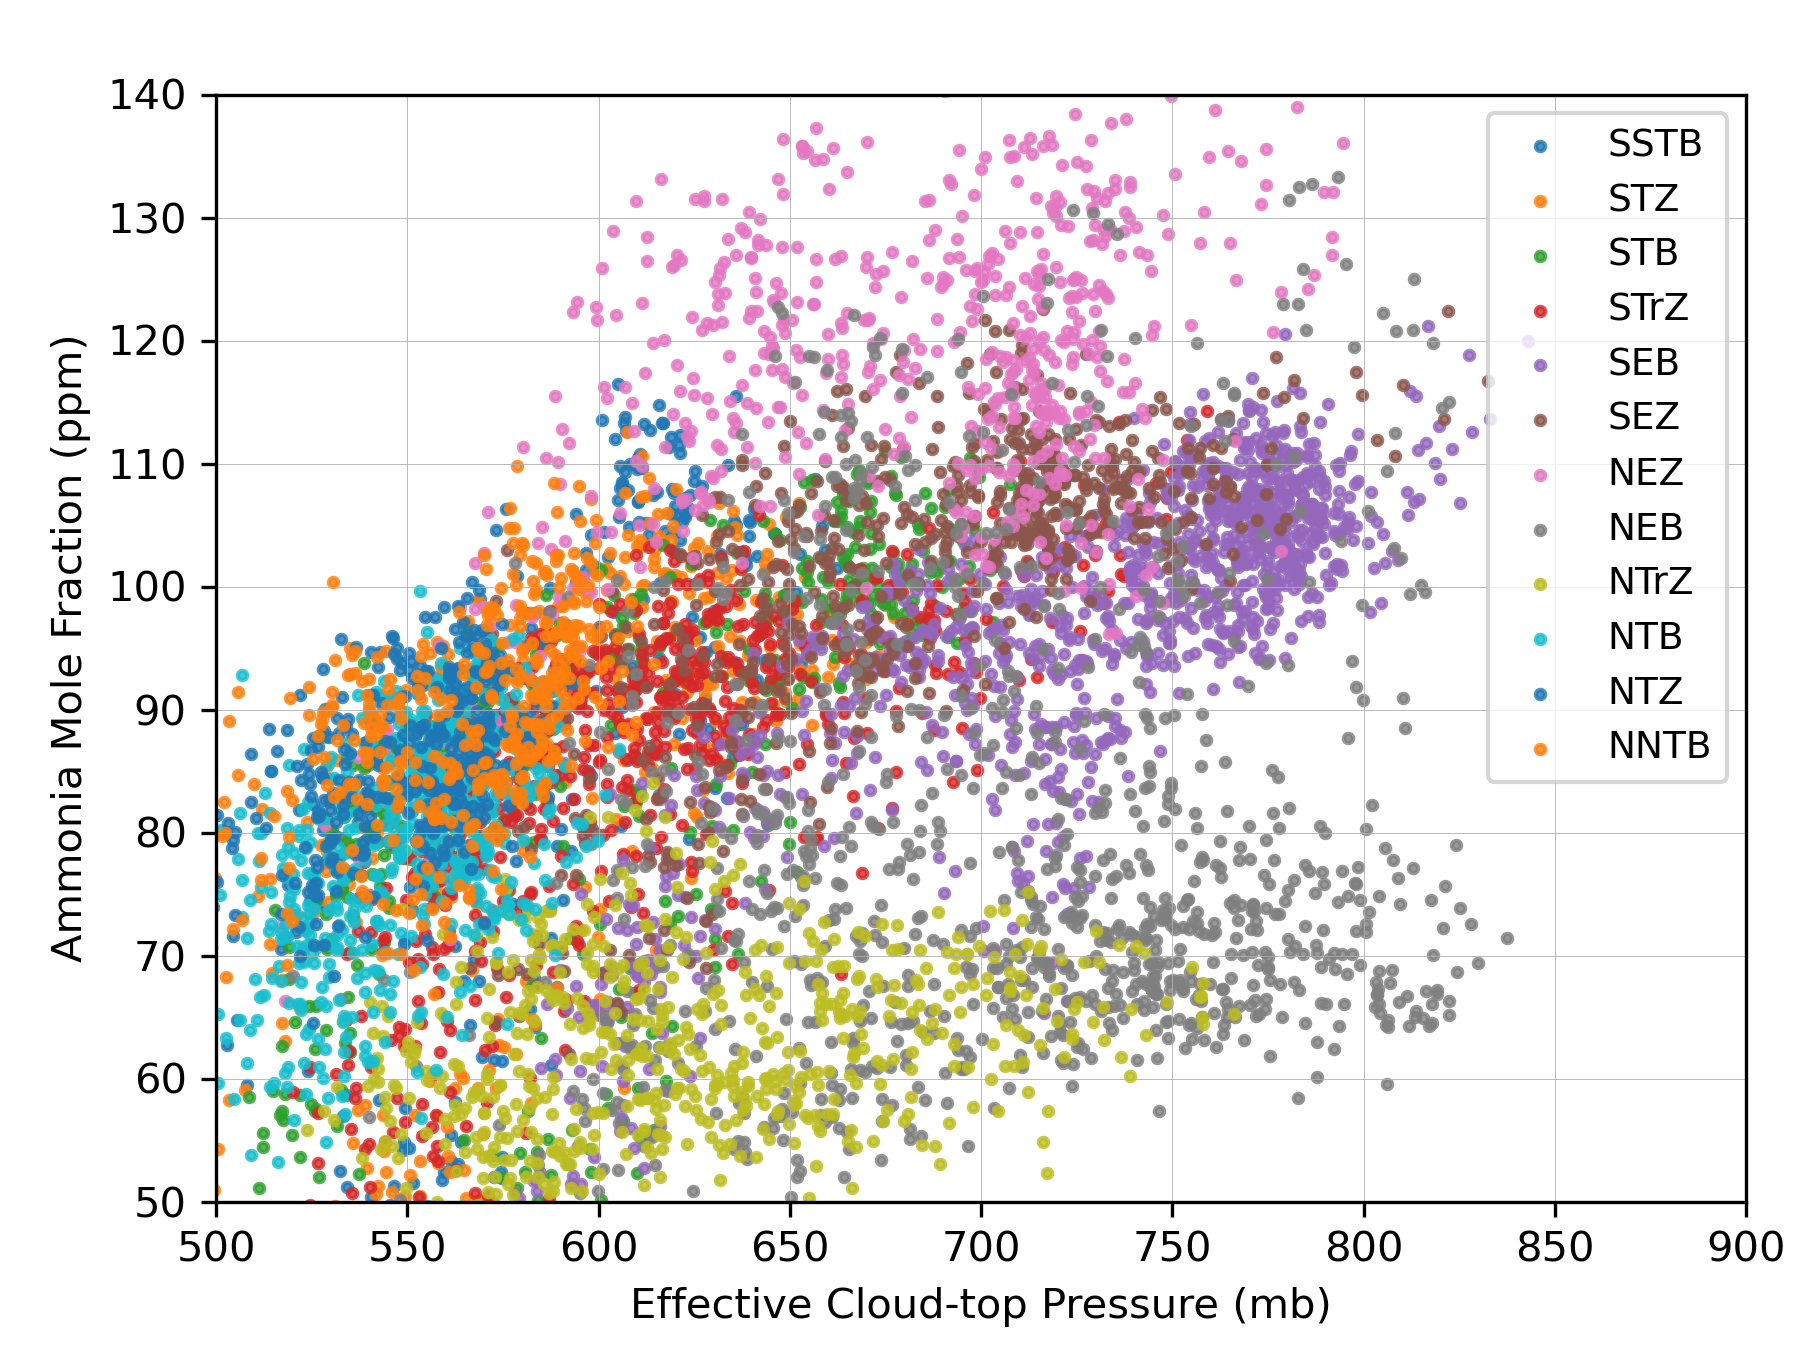 140
130
120
110
100
90
80
70
60
50
Ammonia Mole Fraction (ppm)
SSTB
STZ
STB
STrZ
SEB
SEZ
NEZ
NEB
NTrZ
NTB
NTZ
NNTB
500 550 600 650 700 750 800 850 900
Effective Cloud-top Pressure (mb)